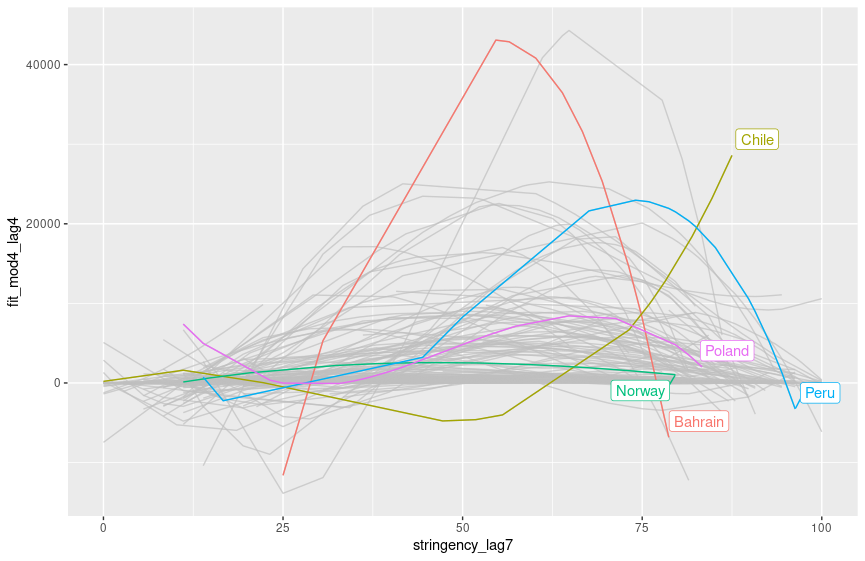 40000
Chile
20000
fit_mod4_lag4
Poland
0
Norway
Peru
Bahrain
0 25 50 75 100
stringency_lag7